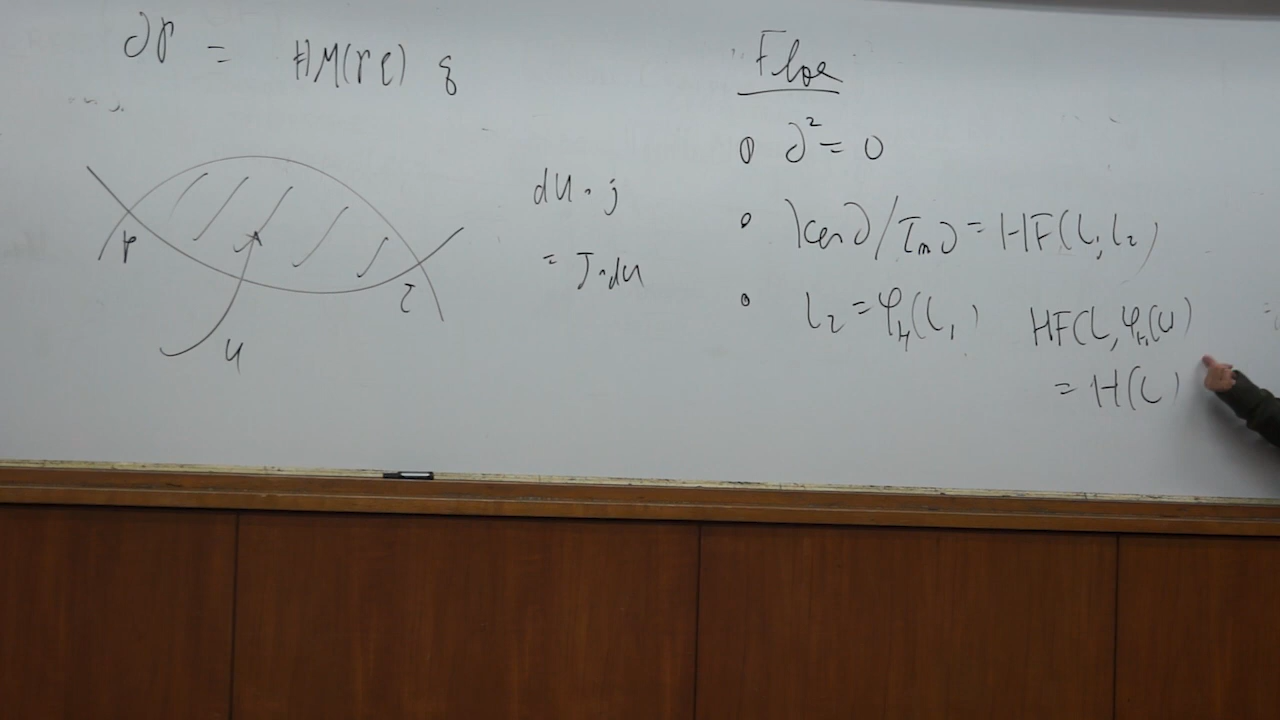 ∂p = #M(p q) q
p
q
u
du · j
= J · du
Floer
• ∂² = 0
• Ker ∂ / Im ∂ = HF(L₁ L₂)
• L₂ = φ_H(L₁) HF(L, φ_H(L))
= H(L)